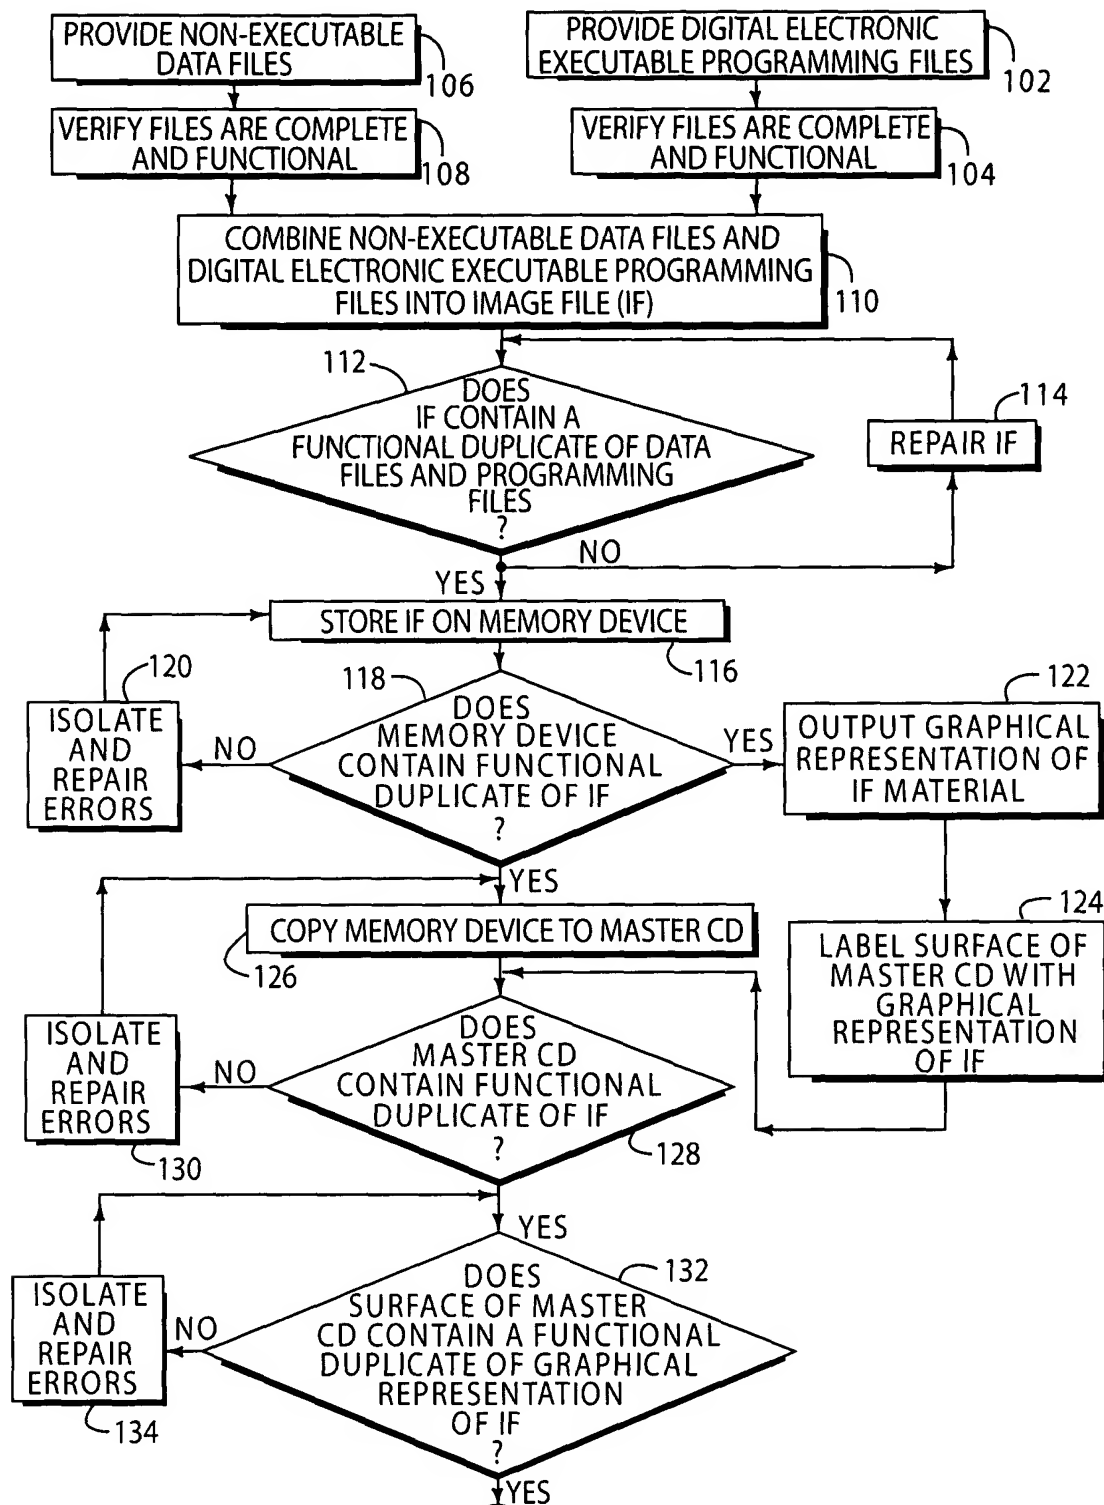 PROVIDE NON-EXECUTABLE
DATA FILES
106
PROVIDE DIGITAL ELECTRONIC
EXECUTABLE PROGRAMMING FILES
102
VERIFY FILES ARE COMPLETE
AND FUNCTIONAL
108
VERIFY FILES ARE COMPLETE
AND FUNCTIONAL
104
COMBINE NON-EXECUTABLE DATA FILES AND
DIGITAL ELECTRONIC EXECUTABLE PROGRAMMING
FILES INTO IMAGE FILE (IF)
110
112
DOES
IF CONTAIN A
FUNCTIONAL DUPLICATE OF DATA
FILES AND PROGRAMMING
FILES
?
114
REPAIR IF
NO
YES
STORE IF ON MEMORY DEVICE
116
120
ISOLATE
AND
REPAIR
ERRORS
NO
118
DOES
MEMORY DEVICE
CONTAIN FUNCTIONAL
DUPLICATE OF IF
?
YES
122
OUTPUT GRAPHICAL
REPRESENTATION OF
IF MATERIAL
YES
COPY MEMORY DEVICE TO MASTER CD
126
124
LABEL SURFACE OF
MASTER CD WITH
GRAPHICAL
REPRESENTATION
OF IF
ISOLATE
AND
REPAIR
ERRORS
130
NO
DOES
MASTER CD
CONTAIN FUNCTIONAL
DUPLICATE OF IF
?
128
YES
ISOLATE
AND
REPAIR
ERRORS
134
NO
132
DOES
SURFACE OF MASTER
CD CONTAIN A FUNCTIONAL
DUPLICATE OF GRAPHICAL
REPRESENTATION
OF IF
?
YES